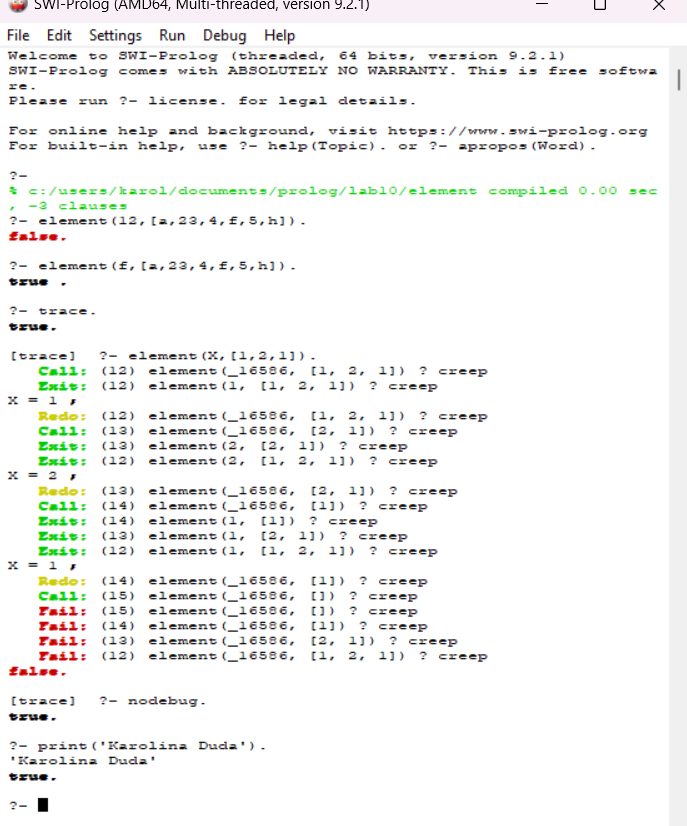 SWI-Prolog (AMD64, Multi-threaded, version 9.2.1)
File Edit Settings Run Debug Help
Welcome to SWI-Prolog (threaded, 64 bits, version 9.2.1)
SWI-Prolog comes with ABSOLUTELY NO WARRANTY. This is free softwa
re.
Please run ?- license. for legal details.
For online help and background, visit https://www.swi-prolog.org
For built-in help, use ?- help(Topic). or ?- apropos(Word).
?-
% c:/users/karol/documents/prolog/lab10/element compiled 0.00 sec
, -3 clauses
?- element(12,[a,23,4,f,5,h]).
false.
?- element(f,[a,23,4,f,5,h]).
true .
?- trace.
true.
[trace]  ?- element(X,[1,2,1]).
Call: (12) element(_16586, [1, 2, 1]) ? creep
Exit: (12) element(1, [1, 2, 1]) ? creep
X = 1 ;
Redo: (12) element(_16586, [1, 2, 1]) ? creep
Call: (13) element(_16586, [2, 1]) ? creep
Exit: (13) element(2, [2, 1]) ? creep
Exit: (12) element(2, [1, 2, 1]) ? creep
X = 2 ;
Redo: (13) element(_16586, [2, 1]) ? creep
Call: (14) element(_16586, [1]) ? creep
Exit: (14) element(1, [1]) ? creep
Exit: (13) element(1, [2, 1]) ? creep
Exit: (12) element(1, [1, 2, 1]) ? creep
X = 1 ;
Redo: (14) element(_16586, [1]) ? creep
Call: (15) element(_16586, []) ? creep
Fail: (15) element(_16586, []) ? creep
Fail: (14) element(_16586, [1]) ? creep
Fail: (13) element(_16586, [2, 1]) ? creep
Fail: (12) element(_16586, [1, 2, 1]) ? creep
false.
[trace]  ?- nodebug.
true.
?- print('Karolina Duda').
'Karolina Duda'
true.
?-